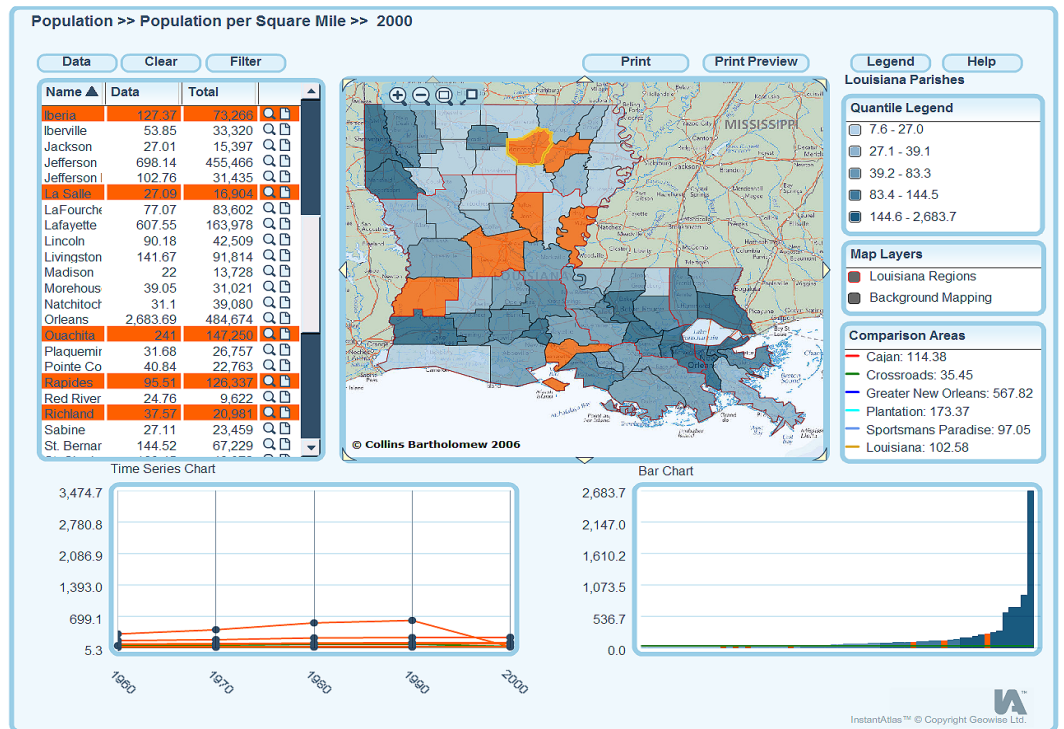 Population >> Population per Square Mile >> 2000
Data Clear Filter Print Print Preview Legend Help
Louisiana Parishes
Name Data Total
Iberia 127.37 73,266
Iberville 53.85 33,320
Jackson 27.01 15,397
Jefferson 698.14 455,466
Jefferson 102.76 31,435
La Salle 27.09 16,904
LaFourche 77.07 83,602
Lafayette 607.55 163,978
Lincoln 90.18 42,509
Livingston 141.67 91,814
Madison 22 13,728
Morehous 39.05 31,021
Natchitoch 31.1 39,080
Orleans 2,683.69 484,674
Ouachita 241 147,250
Plaquemir 31.68 26,757
Pointe Co 40.84 22,763
Rapides 95.51 126,337
Red River 24.76 9,622
Richland 37.57 20,981
Sabine 27.11 23,459
St. Bernar 144.52 67,229
MISSISSIPPI
Jackson
New
Orleans
© Collins Bartholomew 2006
Quantile Legend
7.6 - 27.0
27.1 - 39.1
39.2 - 83.3
83.4 - 144.5
144.6 - 2,683.7
Map Layers
Louisiana Regions
Background Mapping
Comparison Areas
Cajan: 114.38
Crossroads: 35.45
Greater New Orleans: 567.82
Plantation: 173.37
Sportsmans Paradise: 97.05
Louisiana: 102.58
Time Series Chart
3,474.7
2,780.8
2,086.9
1,393.0
699.1
5.3
1960 1970 1980 1990 2000
Bar Chart
2,683.7
2,147.0
1,610.2
1,073.5
536.7
0.0
IA™
InstantAtlas™ © Copyright Geowise Ltd.